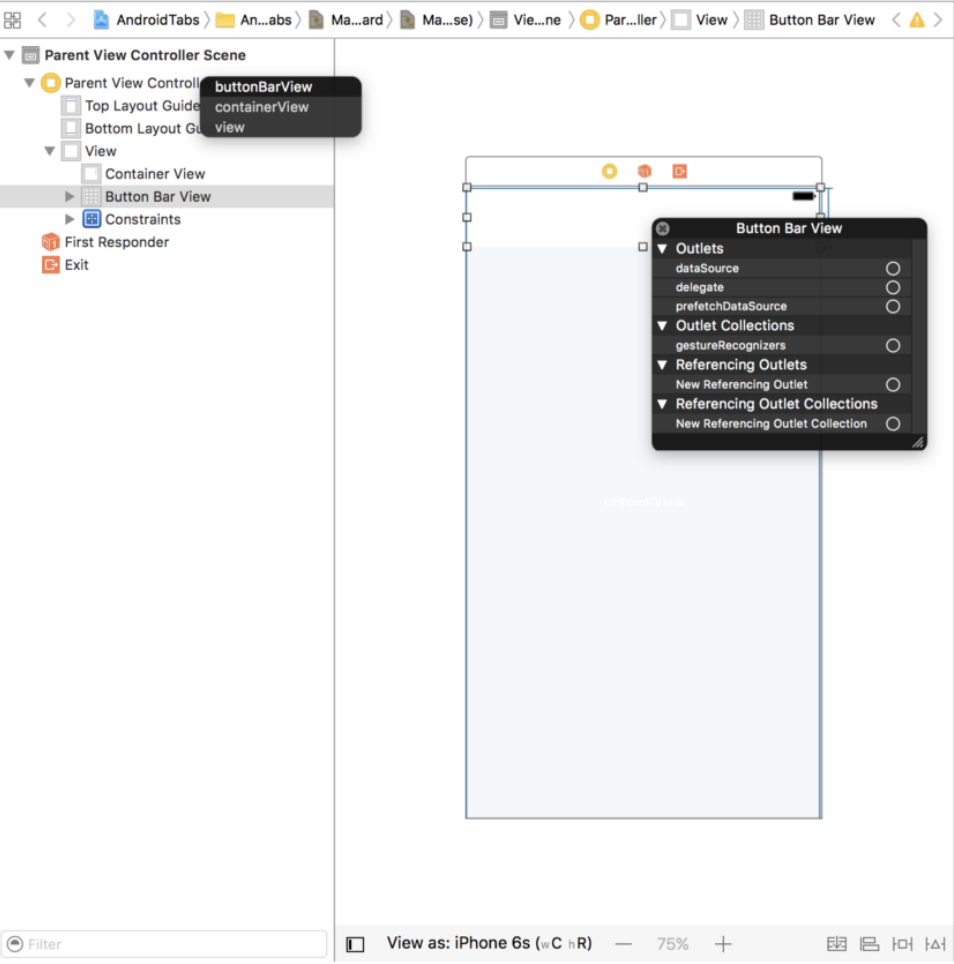 AndroidTabs An...abs Ma...ard Ma...se) Vie...ne Par...ller View Button Bar View
Parent View Controller Scene
Parent View Controll
Top Layout Guide
Bottom Layout Gu
View
Container View
Button Bar View
Constraints
First Responder
Exit
buttonBarView
containerView
view
Button Bar View
Outlets
dataSource
delegate
prefetchDataSource
Outlet Collections
gestureRecognizers
Referencing Outlets
New Referencing Outlet
Referencing Outlet Collections
New Referencing Outlet Collection
UIScrollView
Filter
View as: iPhone 6s (wC hR) — 75% +